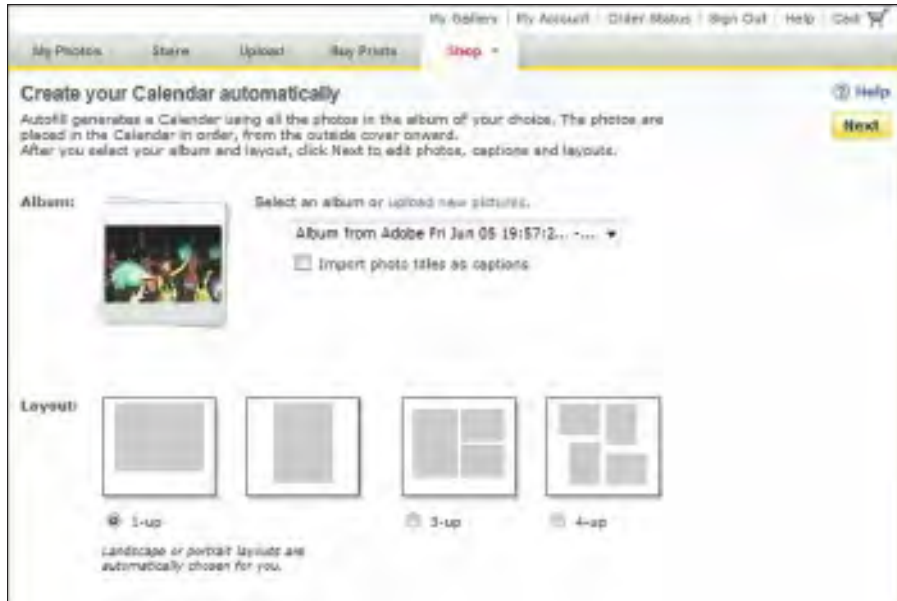 My Gallery | My Account | Order Status | Sign Out | Help | Cart
My Photos Share Upload Buy Prints Shop
Create your Calendar automatically
Help
Autofill generates a Calender using all the photos in the album of your choice. The photos are
placed in the Calendar in order, from the outside cover onward.
After you select your album and layout, click Next to edit photos, captions and layouts.
Next
Album:
Select an album or upload new pictures.
Album from Adobe Fri Jun 05 19:57:2... -...
Import photo titles as captions
Layout:
1-up 3-up 4-up
Landscape or portrait layouts are
automatically chosen for you.